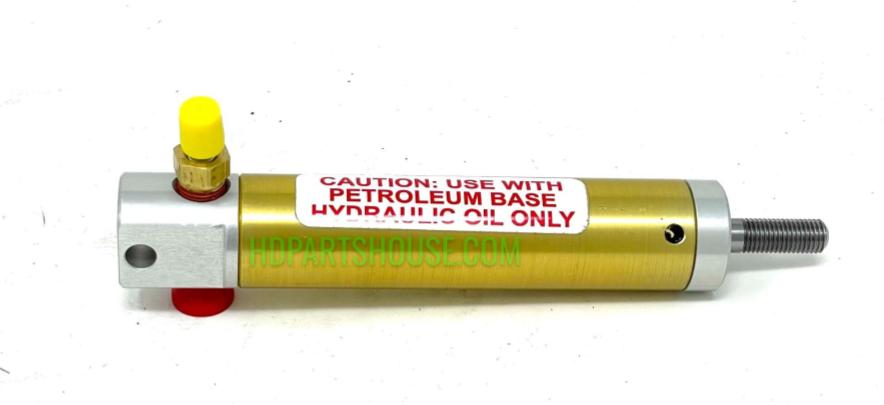 CAUTION: USE WITH
PETROLEUM BASE
HYDRAULIC OIL ONLY
HDPARTSHOUSE.COM